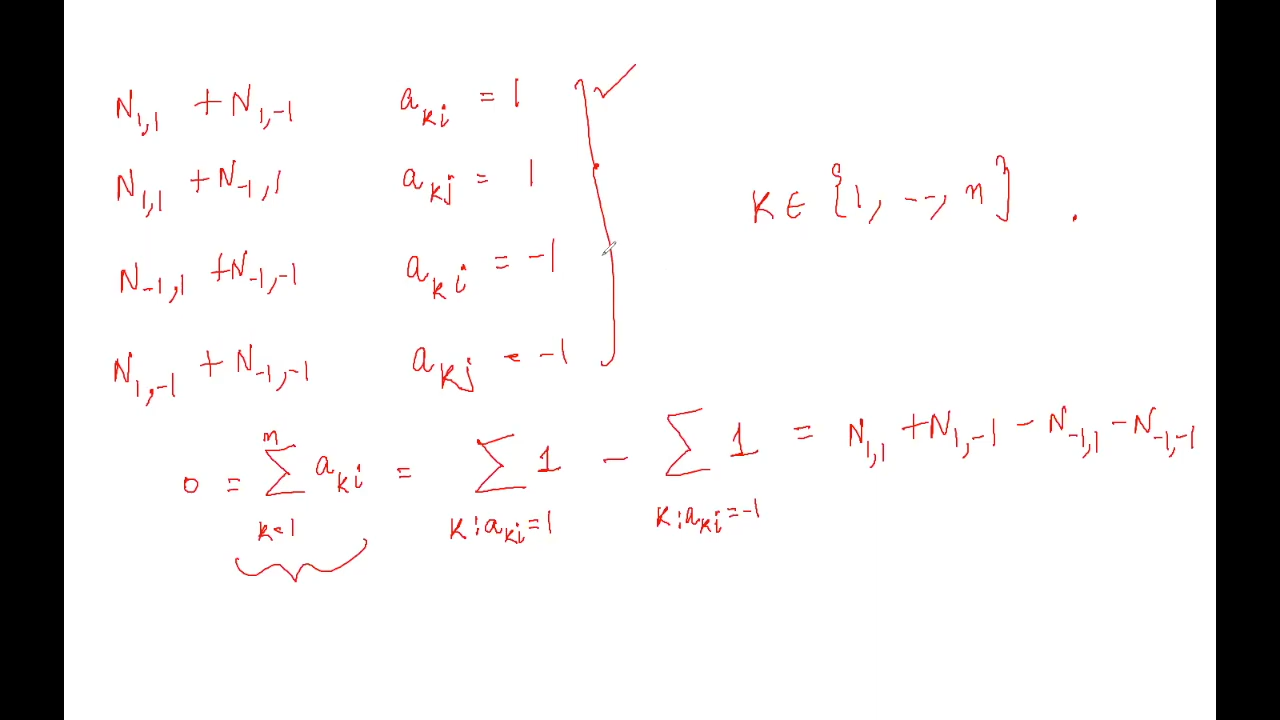 N_{1,1} + N_{1,-1} a_{ki} = 1 ✓
N_{1,1} + N_{-1,1} a_{kj} = 1
k ∈ {1, --, n} .
N_{-1,1} + N_{-1,-1} a_{ki} = -1
N_{1,-1} + N_{-1,-1} a_{kj} = -1
0 = \sum_{k=1}^{n} a_{ki} = \sum_{k:a_{ki}=1} 1 - \sum_{k:a_{ki}=-1} 1 = N_{1,1} + N_{1,-1} - N_{-1,1} - N_{-1,-1}